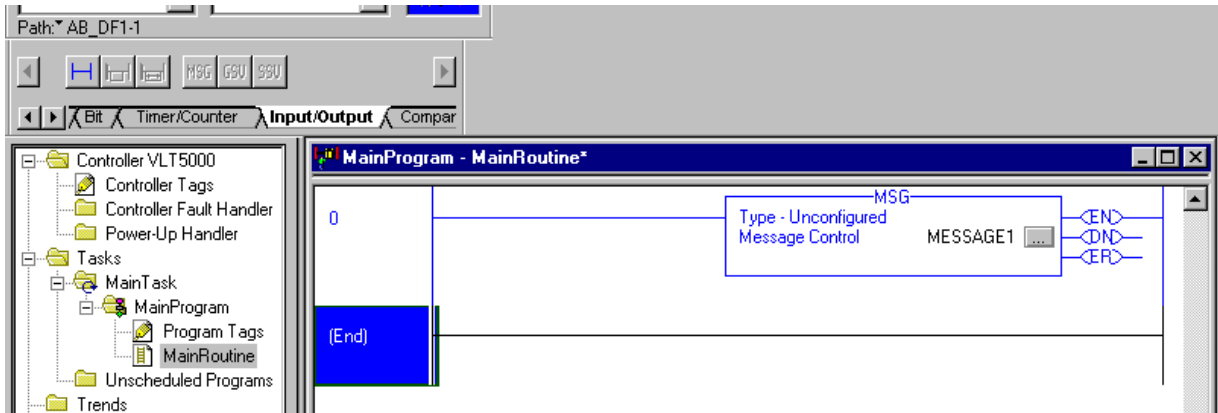 Path: AB_DF1-1
MSG GSV SSV
Bit Timer/Counter Input/Output Compar
Controller VLT5000
Controller Tags
Controller Fault Handler
Power-Up Handler
Tasks
MainTask
MainProgram
Program Tags
MainRoutine
Unscheduled Programs
Trends
MainProgram - MainRoutine*
0
MSG
Type - Unconfigured
Message Control MESSAGE1 ...
EN
DN
ER
(End)